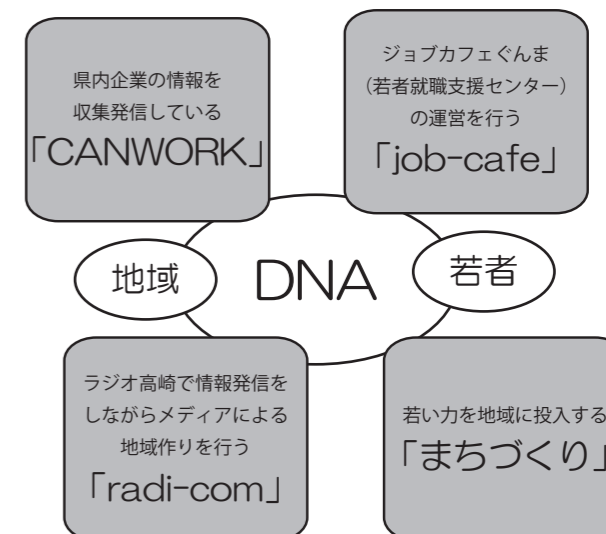 県内企業の情報を
収集発信している
「CANWORK」
ジョブカフェぐんま
（若者就職支援センター）
の運営を行う
「job-cafe」
地域
DNA
若者
ラジオ高崎で情報発信を
しながらメディアによる
地域作りを行う
「radi-com」
若い力を地域に投入する
「まちづくり」